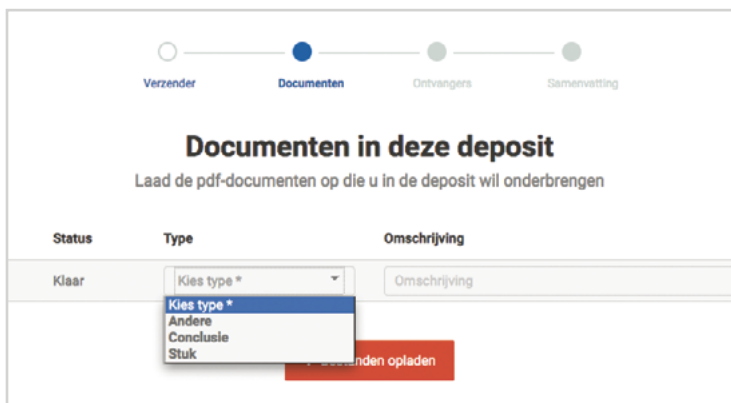 Verzender Documenten Ontvangers Samenvatting
Documenten in deze deposit
Laad de pdf-documenten op die u in de deposit wil onderbrengen
Status Type Omschrijving
Klaar Kies type * Omschrijving
Kies type *
Andere
Conclusie
Stuk
opladen